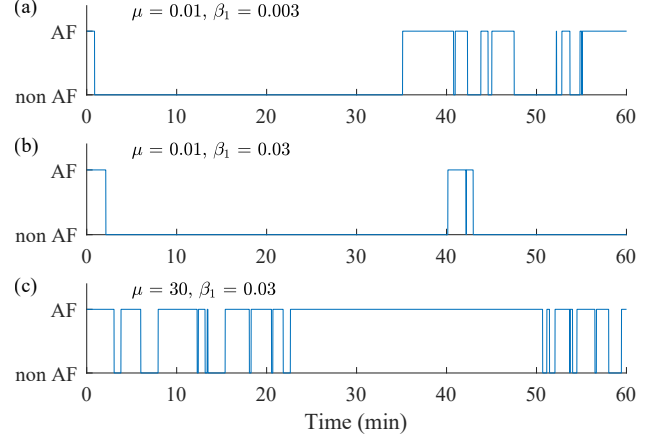 (a)
μ = 0.01, β₁ = 0.003
AF
non AF
0 10 20 30 40 50 60
(b)
μ = 0.01, β₁ = 0.03
AF
non AF
0 10 20 30 40 50 60
(c)
μ = 30, β₁ = 0.03
AF
non AF
0 10 20 30 40 50 60
Time (min)